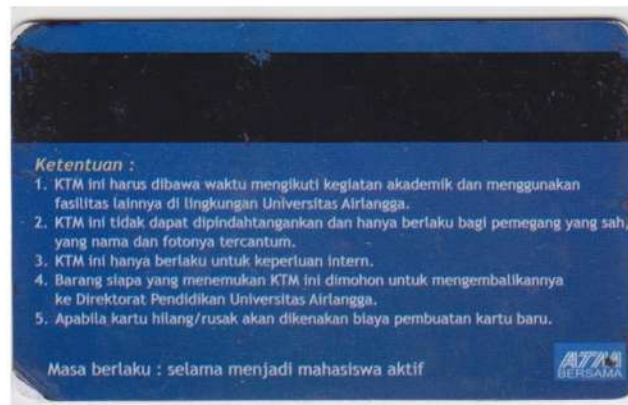 Ketentuan :
1. KTM ini harus dibawa waktu mengikuti kegiatan akademik dan menggunakan
fasilitas lainnya di lingkungan Universitas Airlangga.
2. KTM ini tidak dapat dipindahtangankan dan hanya berlaku bagi pemegang yang sah,
yang nama dan fotonya tercantum.
3. KTM ini hanya berlaku untuk keperluan intern.
4. Barang siapa yang menemukan KTM ini dimohon untuk mengembalikannya
ke Direktorat Pendidikan Universitas Airlangga.
5. Apabila kartu hilang/rusak akan dikenakan biaya pembuatan kartu baru.
Masa berlaku : selama menjadi mahasiswa aktif
ATM
BERSAMA